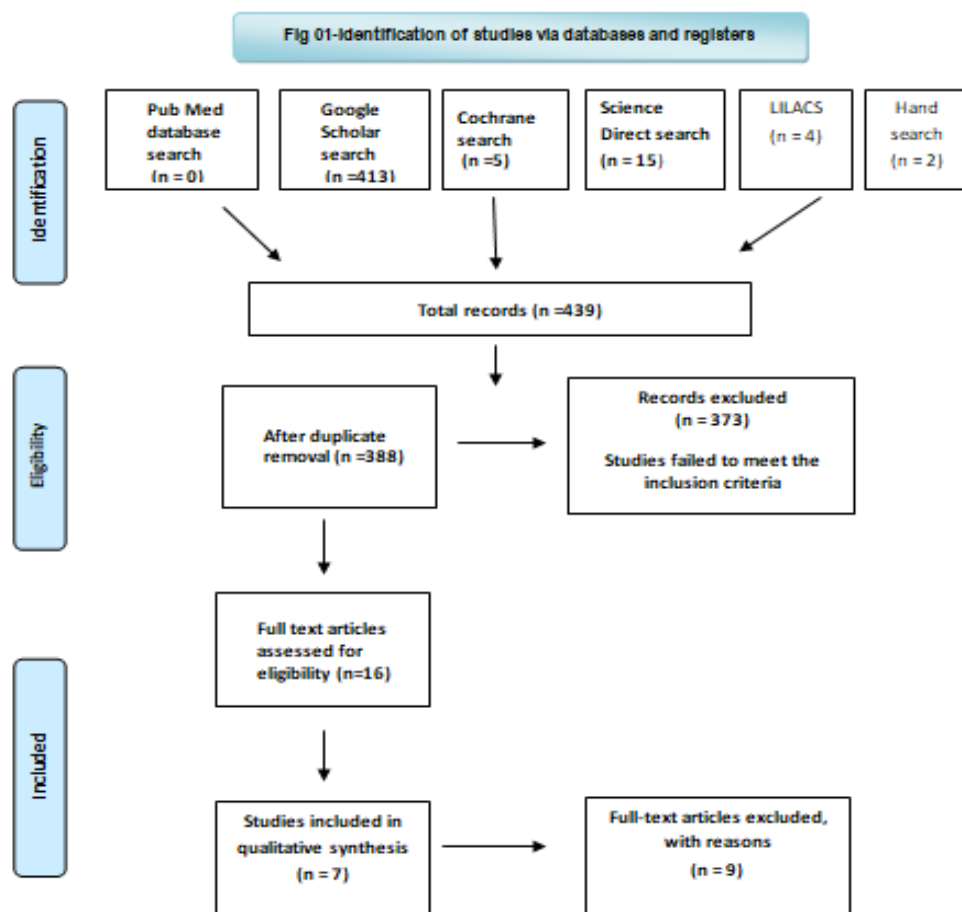 Fig 01-Identification of studies via databases and registers
Identification
Pub Med
database
search
(n = 0)
Google
Scholar
search
(n =413)
Cochrane
search
(n =5)
Science
Direct search
(n = 15)
LILACS
(n = 4)
Hand
search
(n = 2)
Total records (n =439)
Eligibility
After duplicate
removal (n =388)
Records excluded
(n = 373)
Studies failed to meet the
inclusion criteria
Full text articles
assessed for
eligibility (n=16)
Included
Studies included in
qualitative synthesis
(n = 7)
Full-text articles excluded,
with reasons
(n = 9)